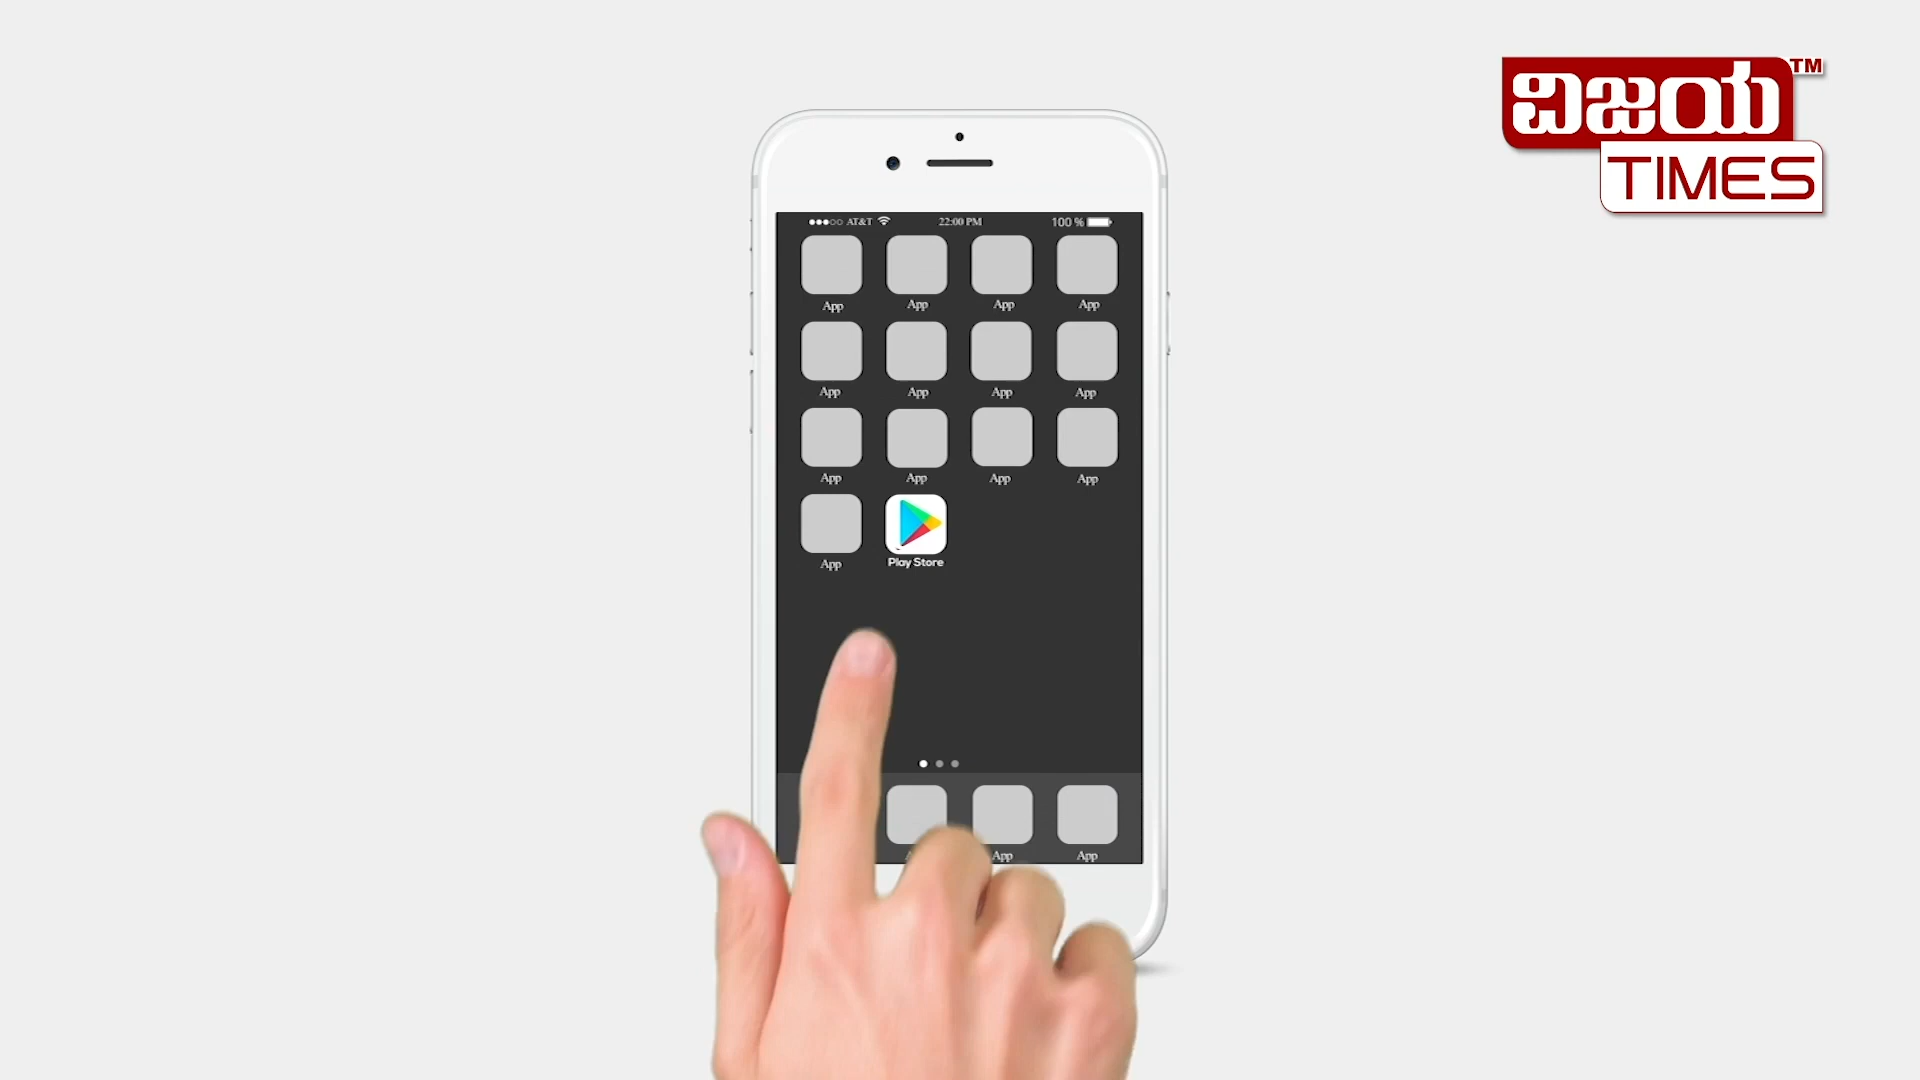 ವಿಜಯ
TM
TIMES
AT&T 22:00 PM 100 %
App App App App
App App App App
App App App App
App Play Store
App App